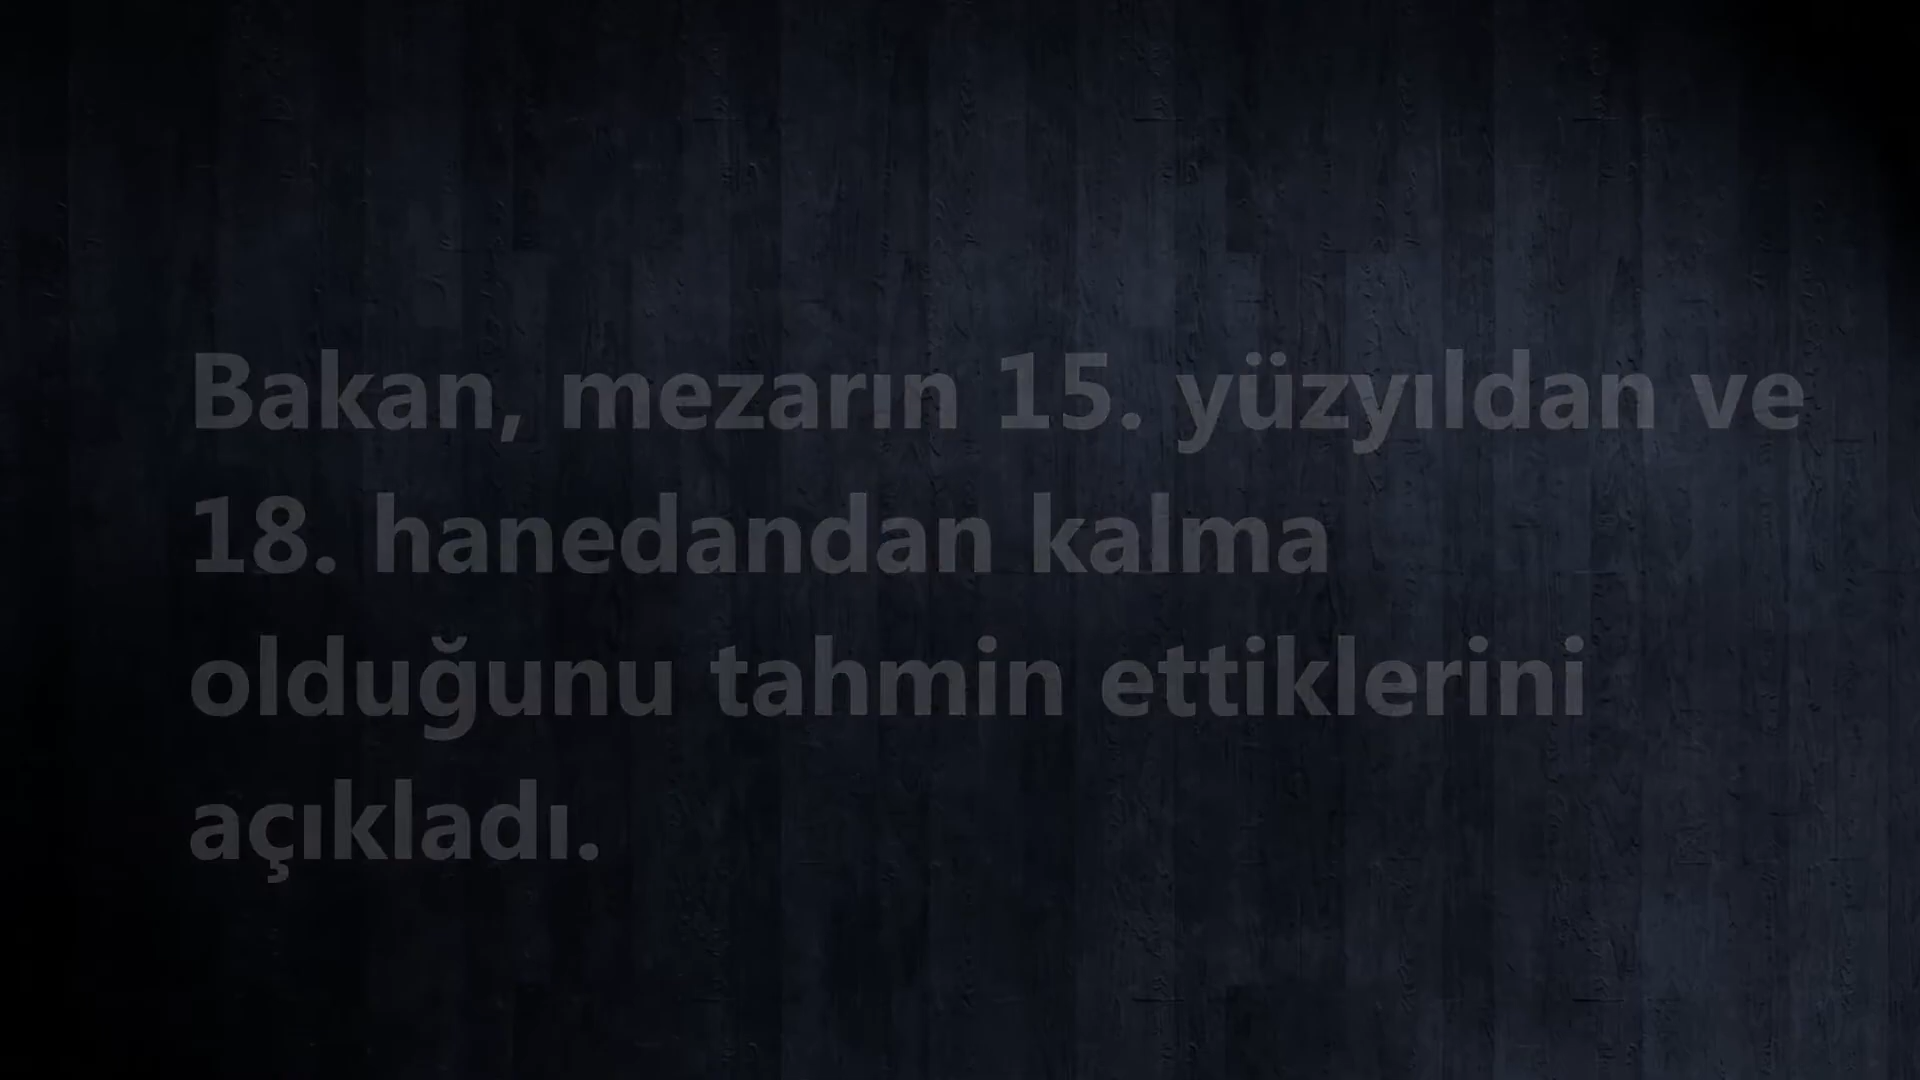 Bakan, mezarın 15. yüzyıldan ve
18. hanedandan kalma
olduğunu tahmin ettiklerini
açıkladı.